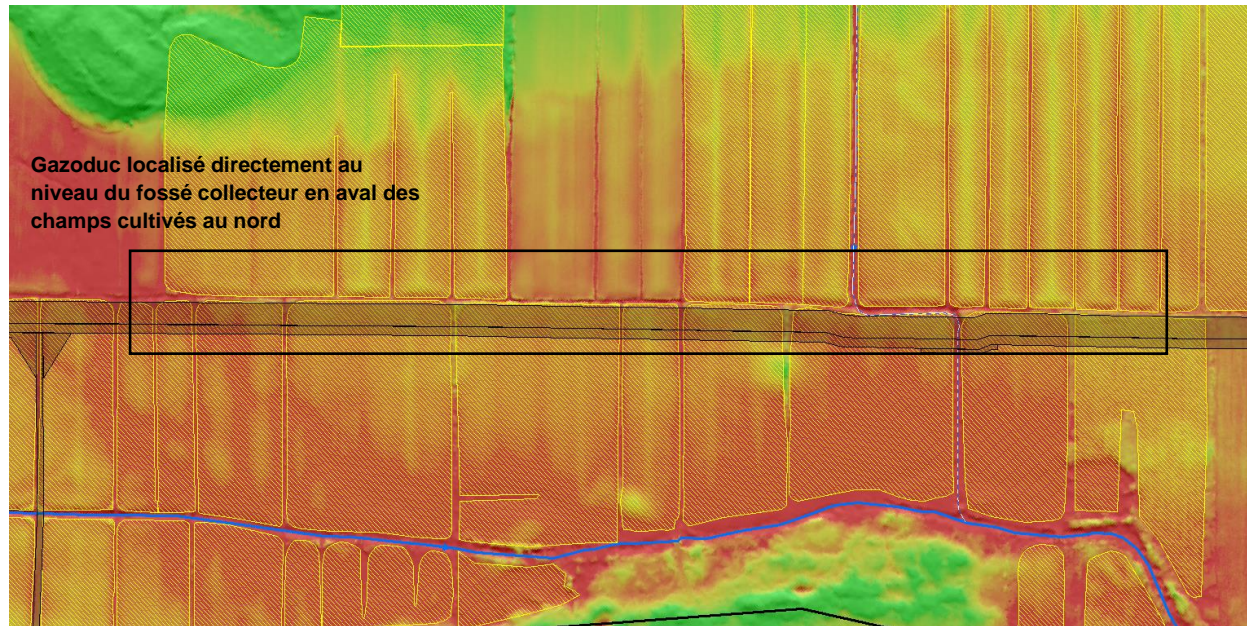 Gazoduc localisé directement au
niveau du fossé collecteur en aval des
champs cultivés au nord